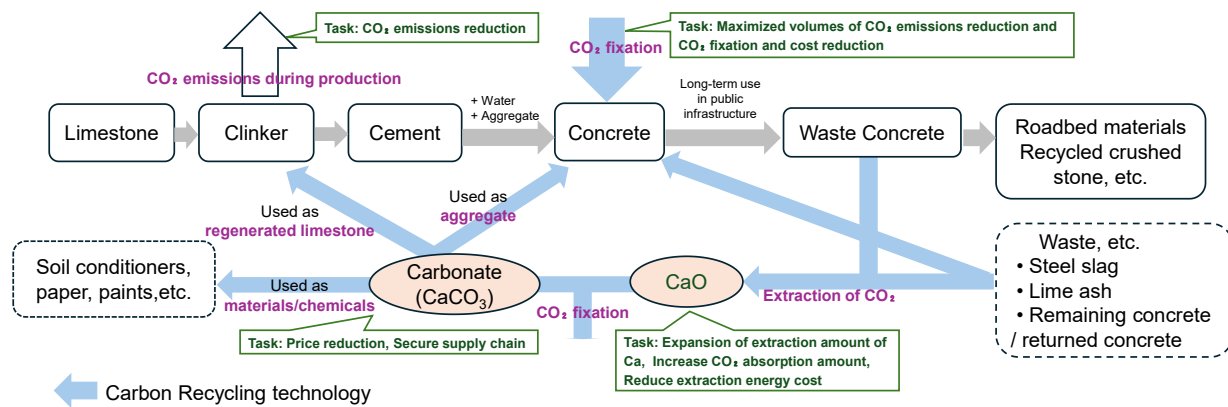 Task: CO₂ emissions reduction
Task: Maximized volumes of CO₂ emissions reduction and
CO₂ fixation and cost reduction
CO₂ fixation
CO₂ emissions during production
+ Water
+ Aggregate
Long-term use
in public
infrastructure
Limestone
Clinker
Cement
Concrete
Waste Concrete
Roadbed materials
Recycled crushed
stone, etc.
Used as
regenerated limestone
Used as
aggregate
Soil conditioners,
paper, paints,etc.
Used as
materials/chemicals
Carbonate
(CaCO₃)
CO₂ fixation
CaO
Extraction of CO₂
Waste, etc.
• Steel slag
• Lime ash
• Remaining concrete
/ returned concrete
Task: Price reduction, Secure supply chain
Task: Expansion of extraction amount of
Ca, Increase CO₂ absorption amount,
Reduce extraction energy cost
Carbon Recycling technology